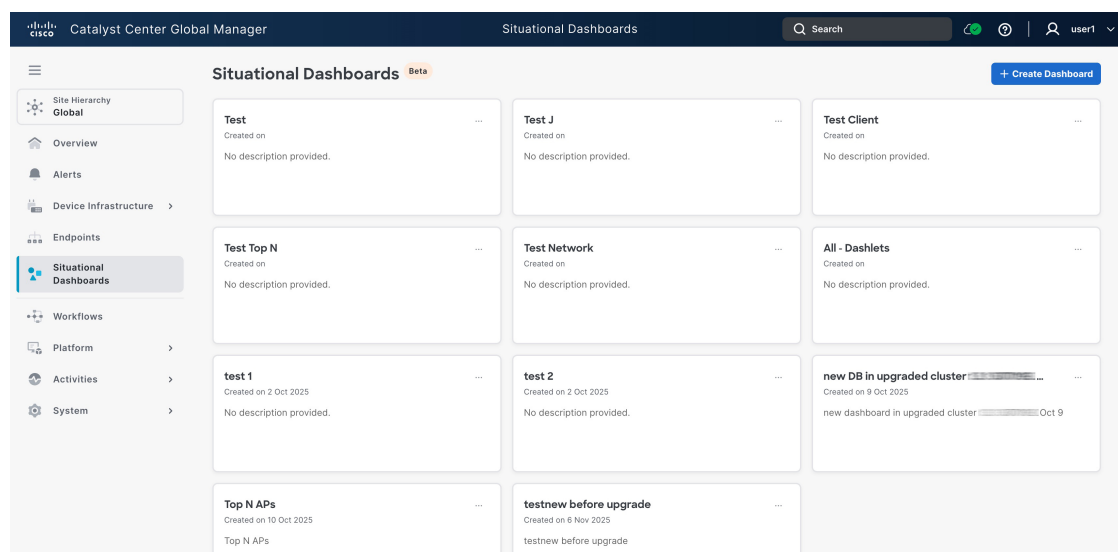 cisco Catalyst Center Global Manager Situational Dashboards Search user1
Situational Dashboards Beta + Create Dashboard
Site Hierarchy
Global
Overview
Alerts
Device Infrastructure
Endpoints
Situational
Dashboards
Workflows
Platform
Activities
System
Test ...
Created on
No description provided.
Test J ...
Created on
No description provided.
Test Client ...
Created on
No description provided.
Test Top N ...
Created on
No description provided.
Test Network ...
Created on
No description provided.
All - Dashlets ...
Created on
No description provided.
test 1 ...
Created on 2 Oct 2025
No description provided.
test 2 ...
Created on 2 Oct 2025
No description provided.
new DB in upgraded cluster ... ...
Created on 9 Oct 2025
new dashboard in upgraded cluster Oct 9
Top N APs ...
Created on 10 Oct 2025
Top N APs
testnew before upgrade ...
Created on 6 Nov 2025
testnew before upgrade